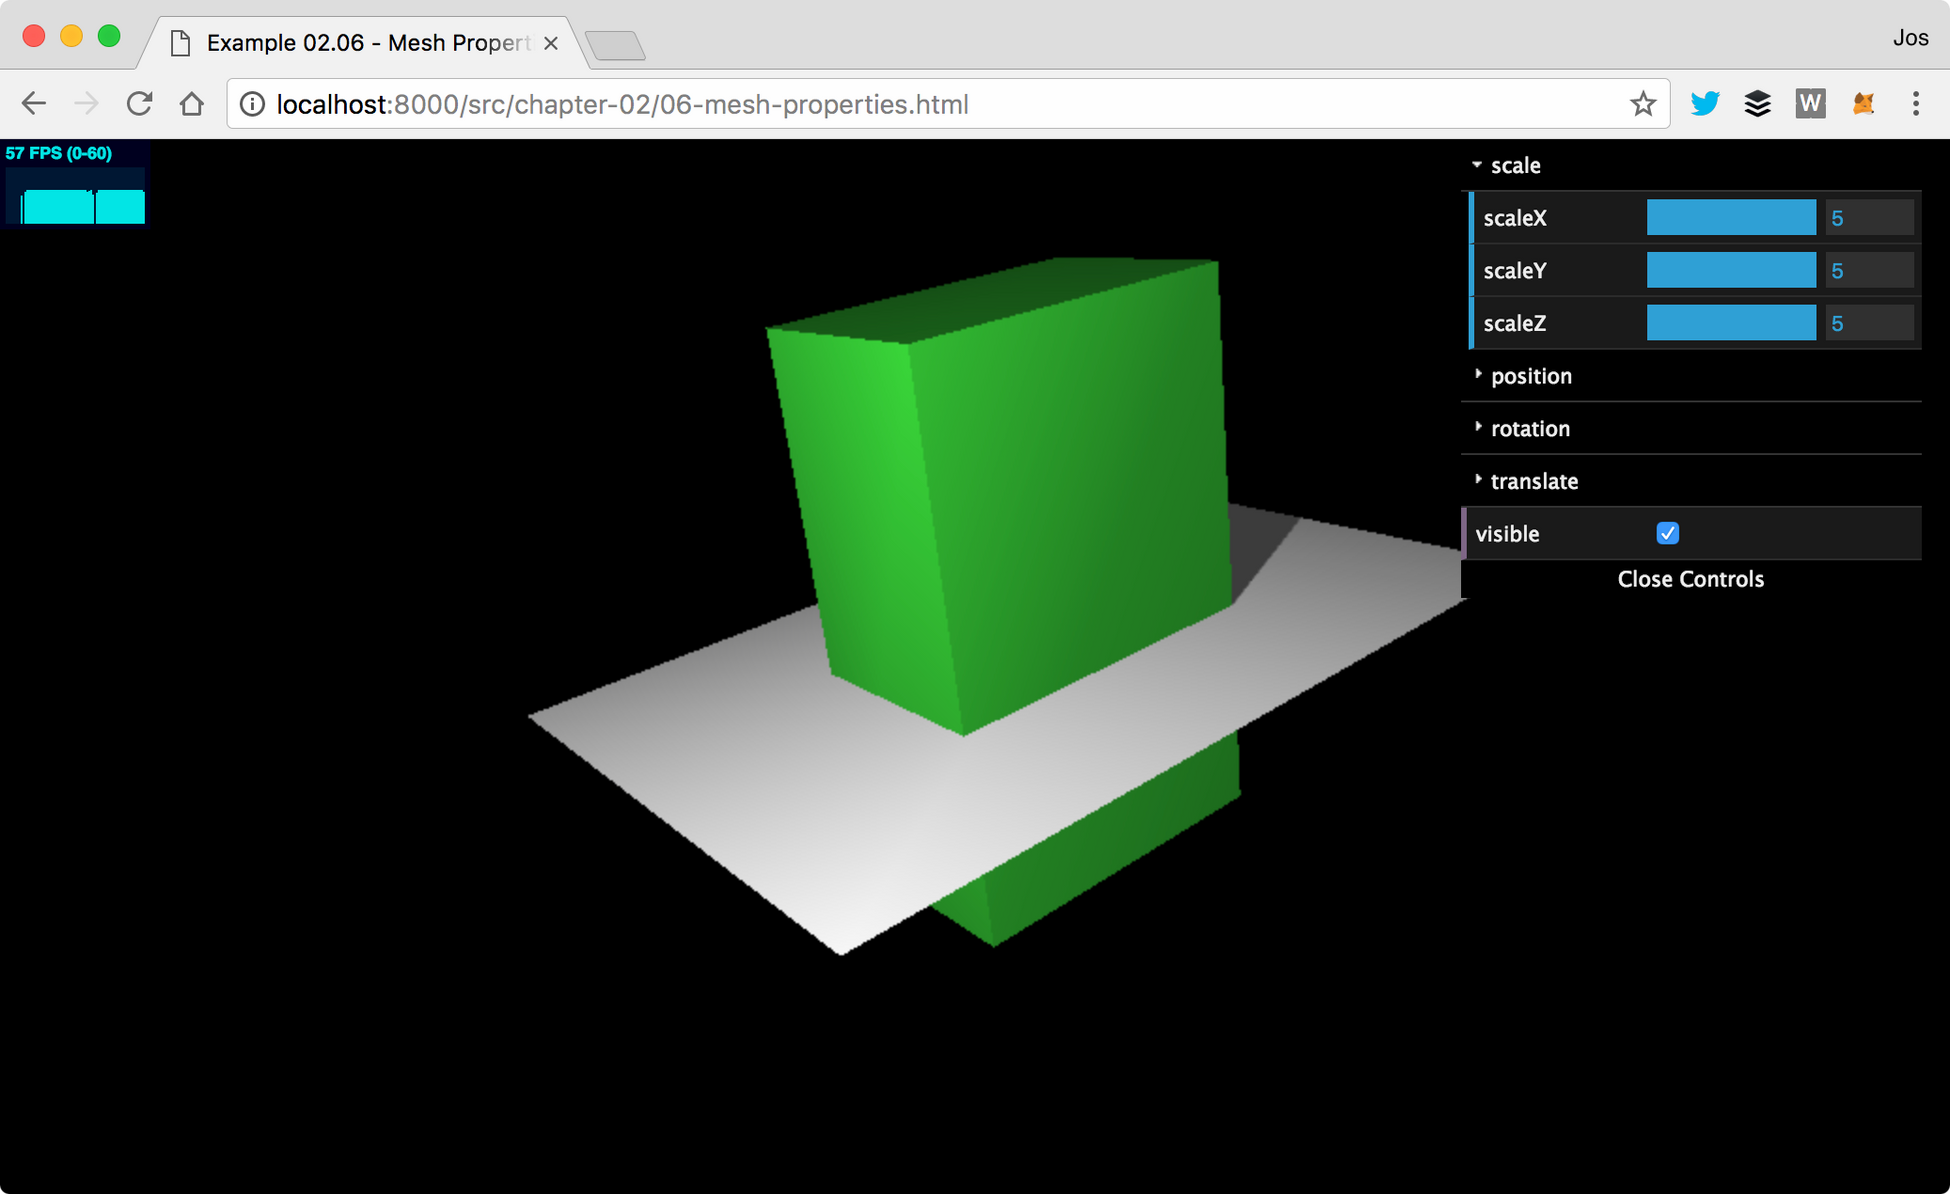 Example 02.06 - Mesh Propert
Jos
localhost:8000/src/chapter-02/06-mesh-properties.html
W
57 FPS (0-60)
scale
scaleX 5
scaleY 5
scaleZ 5
position
rotation
translate
visible
Close Controls